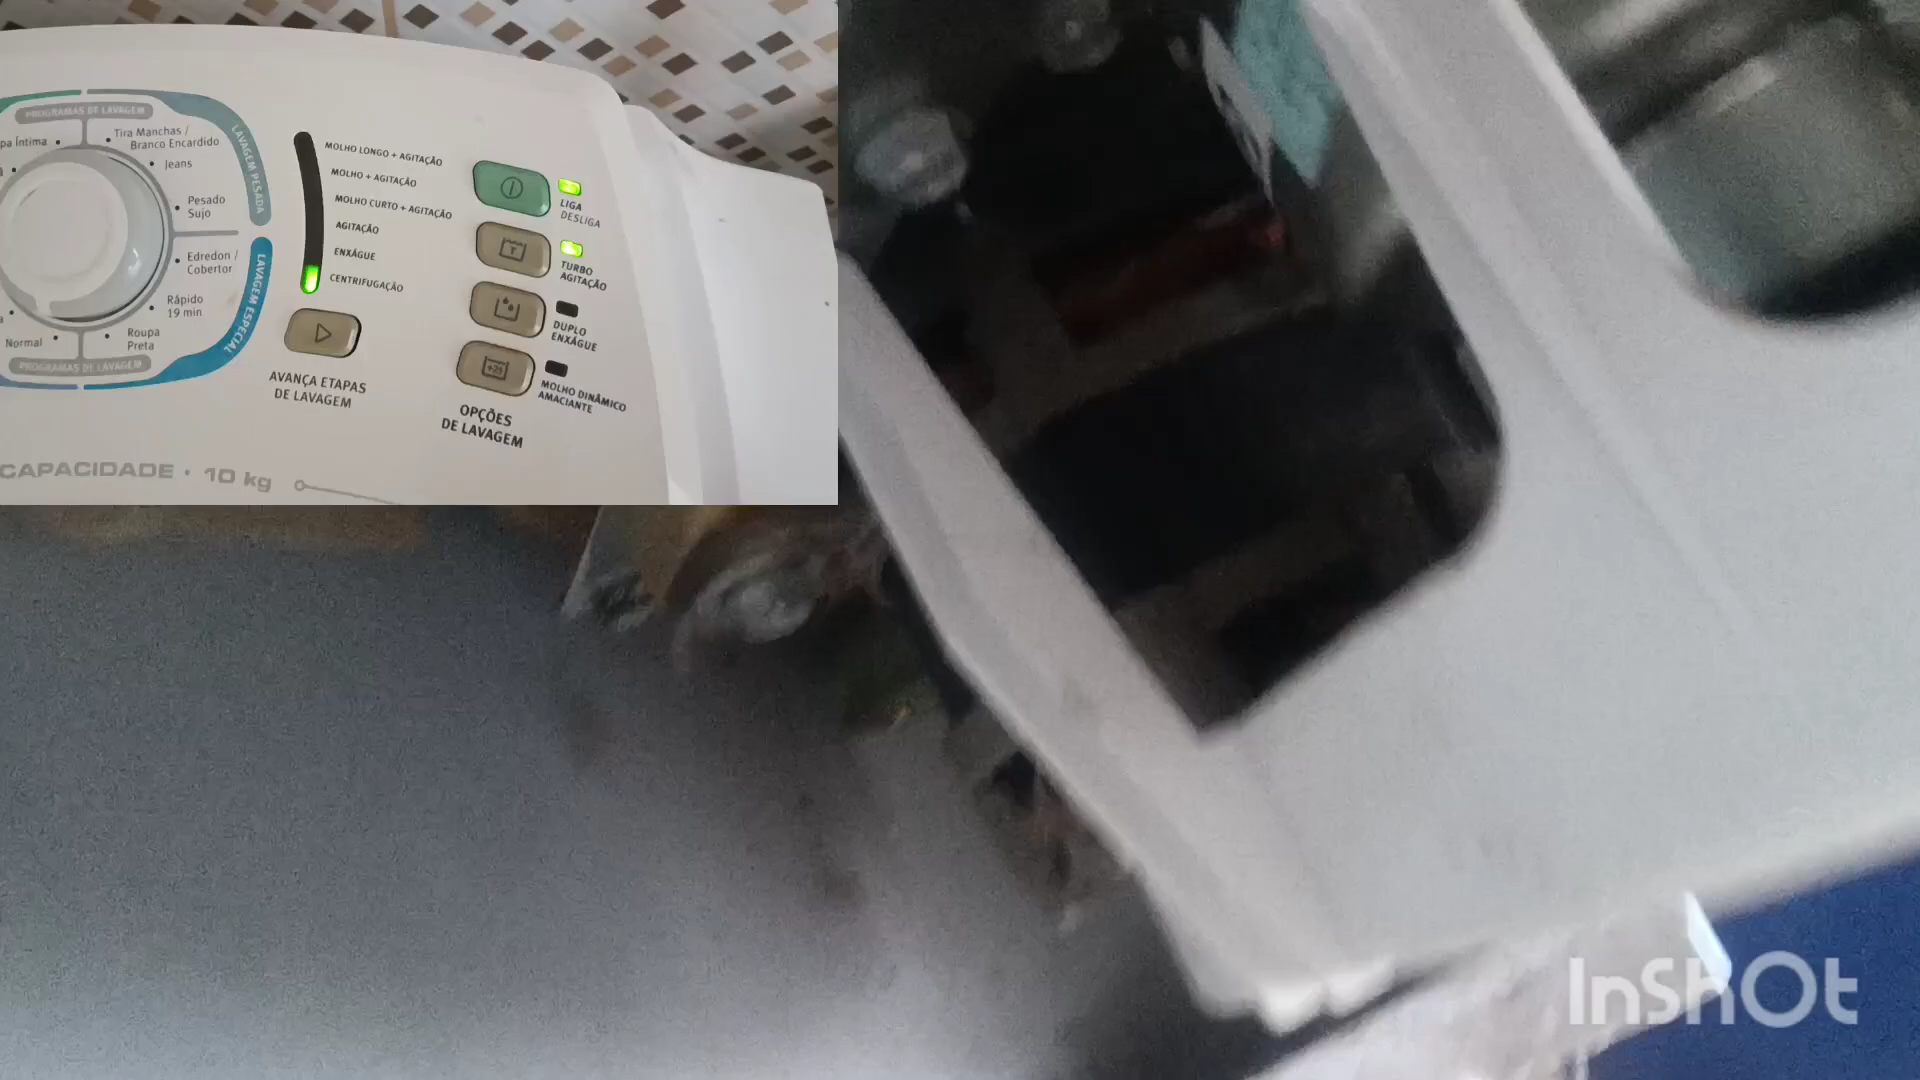 PROGRAMAS DE LAVAGEM
pa Íntima
Tira Manchas /
Branco Encardido
Jeans
Pesado
Sujo
LAVAGEM PESADA
Edredon /
Cobertor
Rápido
19 min
Roupa
Preta
Normal
LAVAGEM ESPECIAL
PROGRAMAS DE LAVAGEM
MOLHO LONGO + AGITAÇÃO
MOLHO + AGITAÇÃO
MOLHO CURTO + AGITAÇÃO
AGITAÇÃO
ENXÁGUE
CENTRIFUGAÇÃO
AVANÇA ETAPAS
DE LAVAGEM
LIGA
DESLIGA
T
TURBO
AGITAÇÃO
DUPLO
ENXÁGUE
MOLHO DINÂMICO
AMACIANTE
OPÇÕES
DE LAVAGEM
CAPACIDADE • 10 kg
InShOt